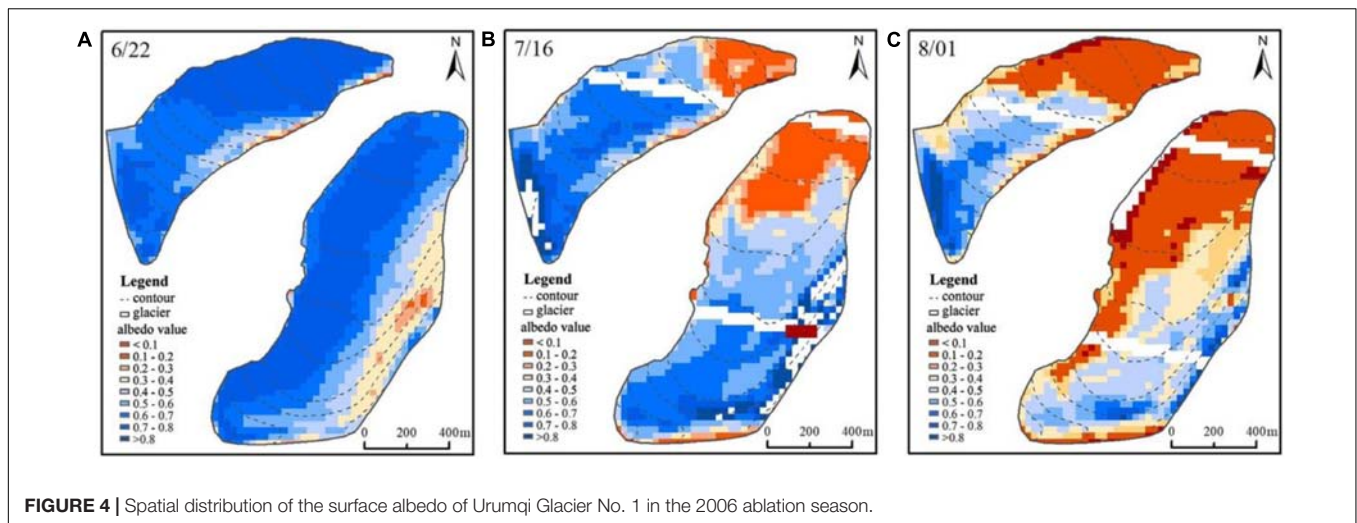 A
6/22
N
Legend
contour
glacier
albedo value
< 0.1
0.1 - 0.2
0.2 - 0.3
0.3 - 0.4
0.4 - 0.5
0.5 - 0.6
0.6 - 0.7
0.7 - 0.8
>0.8
0 200 400m
B
7/16
N
Legend
contour
glacier
albedo value
< 0.1
0.1 - 0.2
0.2 - 0.3
0.3 - 0.4
0.4 - 0.5
0.5 - 0.6
0.6 - 0.7
0.7 - 0.8
>0.8
0 200 400m
C
8/01
N
Legend
contour
glacier
albedo value
< 0.1
0.1 - 0.2
0.2 - 0.3
0.3 - 0.4
0.4 - 0.5
0.5 - 0.6
0.6 - 0.7
0.7 - 0.8
>0.8
0 200 400m
FIGURE 4 | Spatial distribution of the surface albedo of Urumqi Glacier No. 1 in the 2006 ablation season.